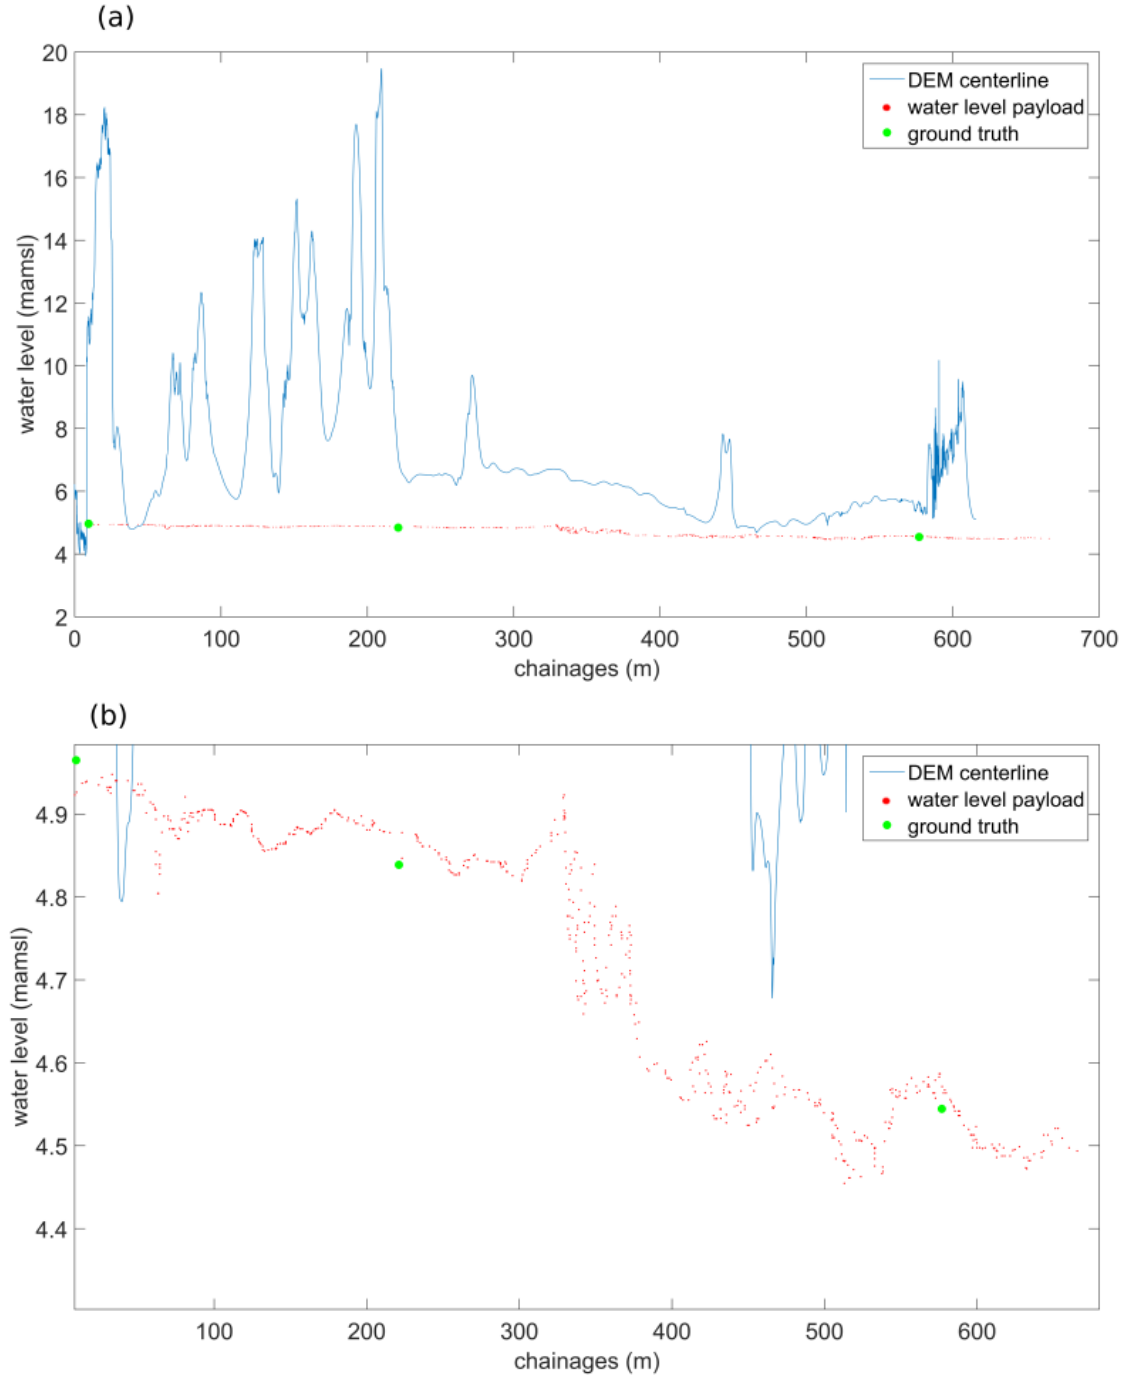 (a)
20
18
16
14
12
10
8
6
4
2
water level (mamsl)
DEM centerline
water level payload
ground truth
0 100 200 300 400 500 600 700
chainages (m)
(b)
4.9
4.8
4.7
4.6
4.5
4.4
water level (mamsl)
DEM centerline
water level payload
ground truth
100 200 300 400 500 600
chainages (m)